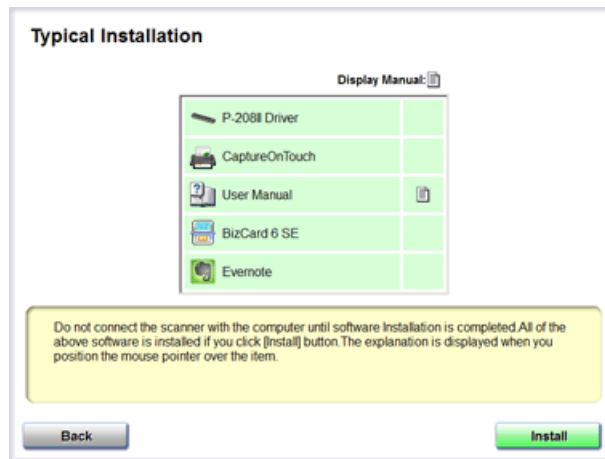 Typical Installation
Display Manual:
P-208II Driver
CaptureOnTouch
User Manual
BizCard 6 SE
Evernote
Do not connect the scanner with the computer until software Installation is completed.All of the
above software is installed if you click [Install] button.The explanation is displayed when you
position the mouse pointer over the item.
Back
Install